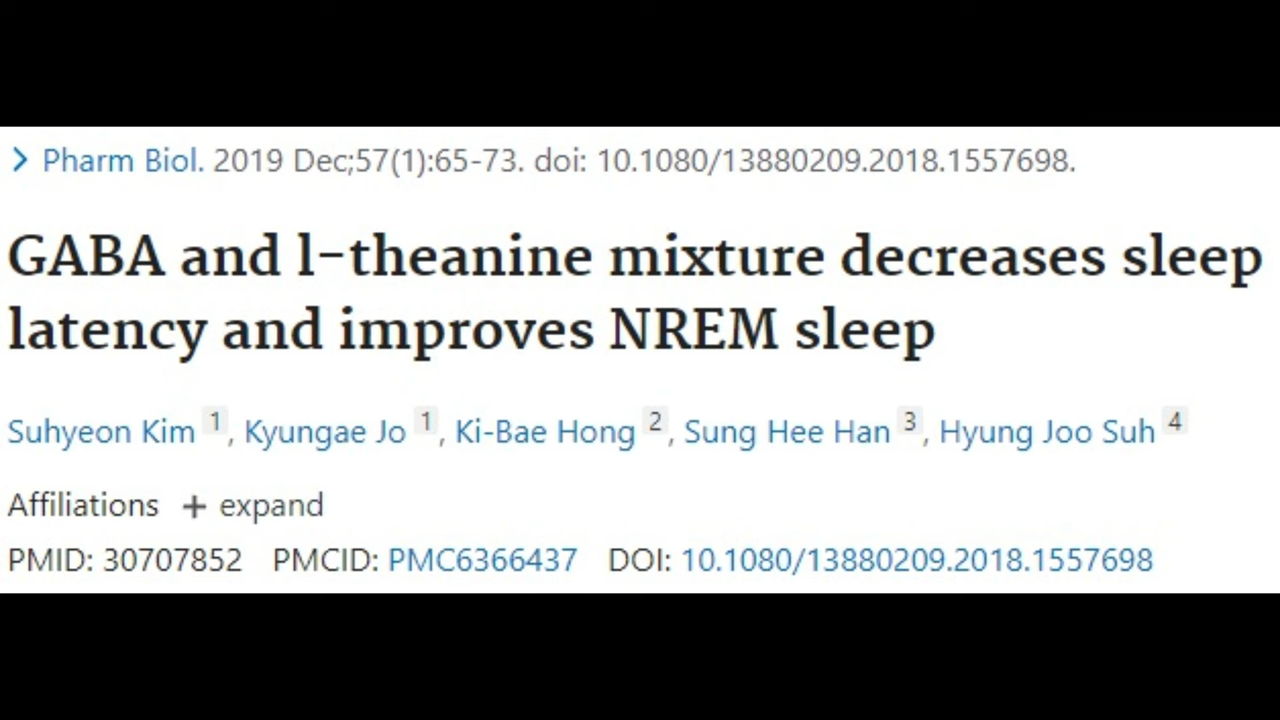 > Pharm Biol. 2019 Dec;57(1):65-73. doi: 10.1080/13880209.2018.1557698.
GABA and l-theanine mixture decreases sleep
latency and improves NREM sleep
Suhyeon Kim 1, Kyungae Jo 1, Ki-Bae Hong 2, Sung Hee Han 3, Hyung Joo Suh 4
Affiliations + expand
PMID: 30707852 PMCID: PMC6366437 DOI: 10.1080/13880209.2018.1557698